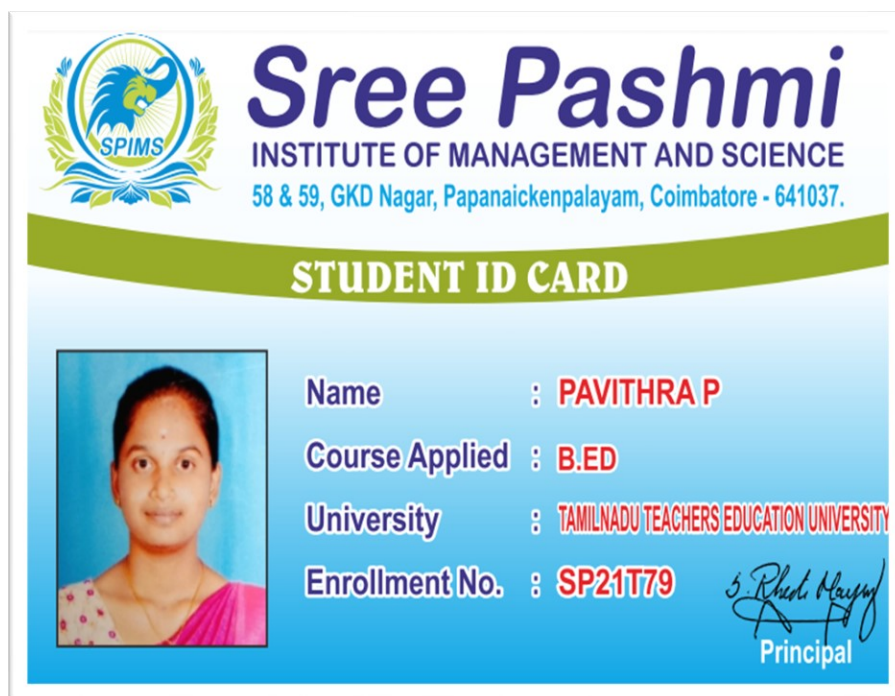 SPIMS
Sree Pashmi
INSTITUTE OF MANAGEMENT AND SCIENCE
58 & 59, GKD Nagar, Papanaickenpalayam, Coimbatore - 641037.
STUDENT ID CARD
Name : PAVITHRA P
Course Applied : B.ED
University : TAMILNADU TEACHERS EDUCATION UNIVERSITY
Enrollment No. : SP21T79
Principal